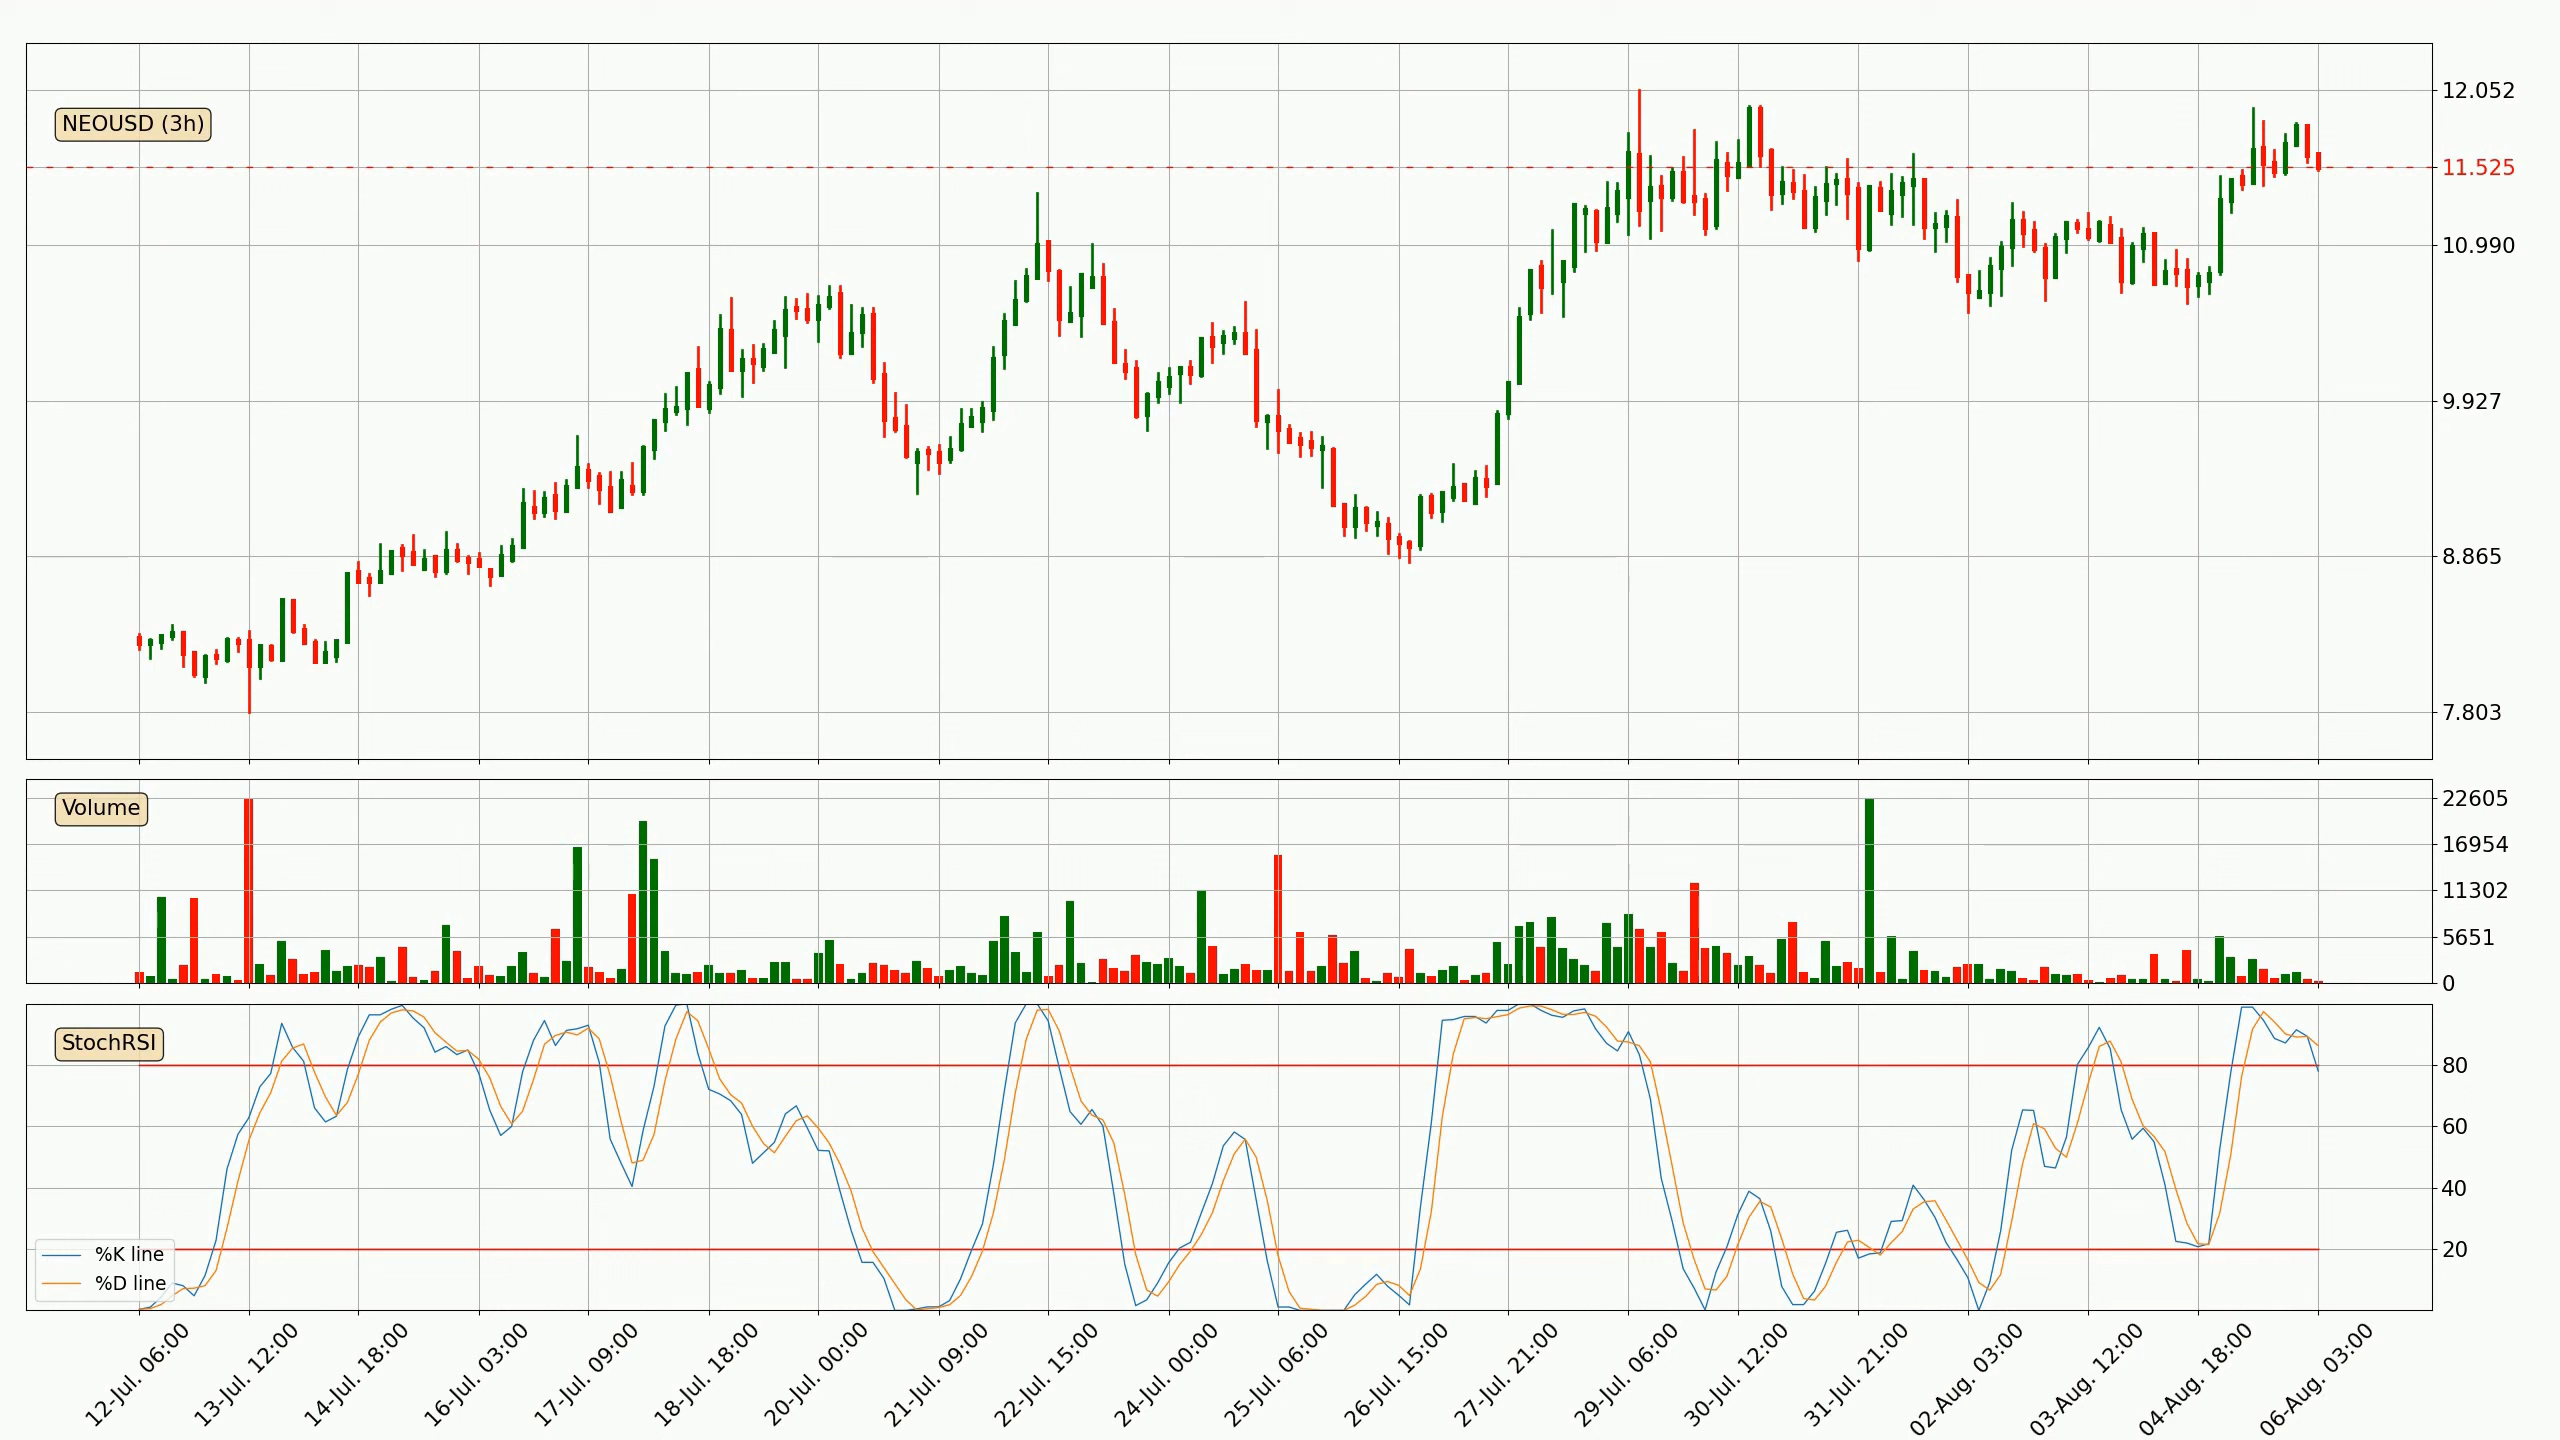 NEOUSD (3h)
12.052
11.525
10.990
9.927
8.865
7.803
Volume
22605
16954
11302
5651
0
StochRSI
80
60
40
20
%K line
%D line
12-Jul. 06:00
13-Jul. 12:00
14-Jul. 18:00
16-Jul. 03:00
17-Jul. 09:00
18-Jul. 18:00
20-Jul. 00:00
21-Jul. 09:00
22-Jul. 15:00
24-Jul. 00:00
25-Jul. 06:00
26-Jul. 15:00
27-Jul. 21:00
29-Jul. 06:00
30-Jul. 12:00
31-Jul. 21:00
02-Aug. 03:00
03-Aug. 12:00
04-Aug. 18:00
06-Aug. 03:00